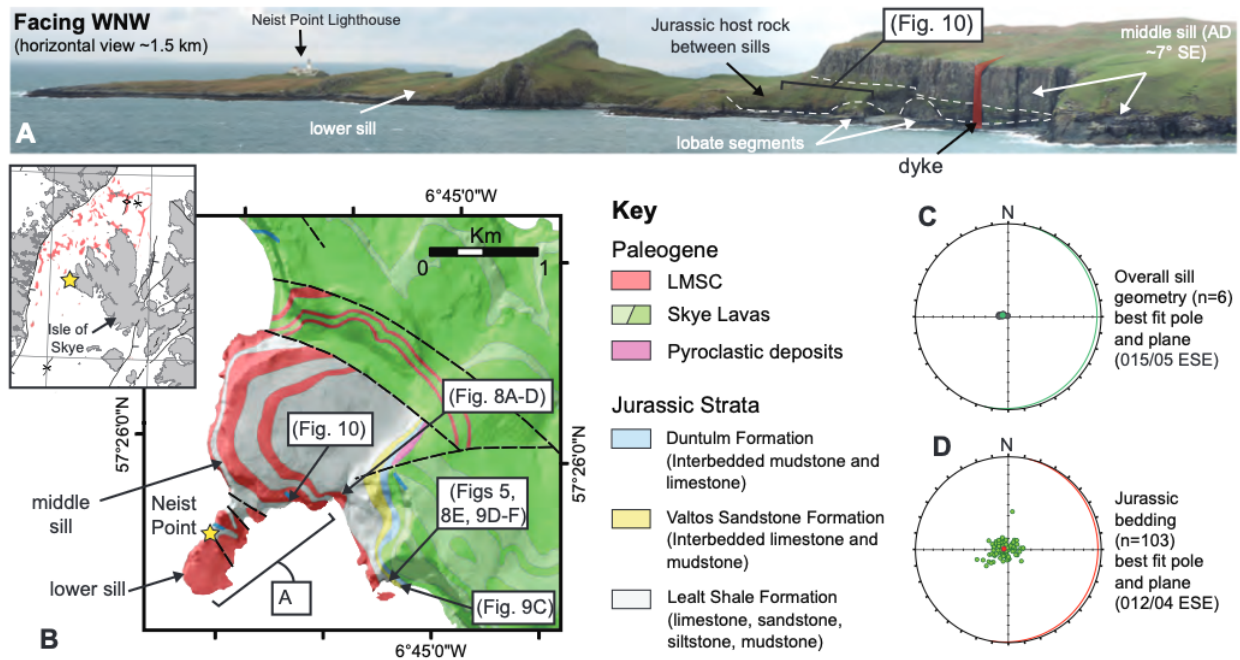 Facing WNW
(horizontal view ~1.5 km)
Neist Point Lighthouse
Jurassic host rock
between sills
(Fig. 10)
middle sill (AD
~7° SE)
lower sill
lobate segments
dyke
A
6°45'0"W
Isle of
Skye
Km
0 1
57°26'0"N
57°26'0"N
(Fig. 8A-D)
(Fig. 10)
(Figs 5,
8E, 9D-F)
(Fig. 9C)
middle
sill
Neist
Point
lower sill
A
B
6°45'0"W
Key
Paleogene
LMSC
Skye Lavas
Pyroclastic deposits
Jurassic Strata
Duntulm Formation
(Interbedded mudstone and
limestone)
Valtos Sandstone Formation
(Interbedded limestone and
mudstone)
Lealt Shale Formation
(limestone, sandstone,
siltstone, mudstone)
C
N
Overall sill
geometry (n=6)
best fit pole
and plane
(015/05 ESE)
D
N
Jurassic
bedding
(n=103)
best fit pole
and plane
(012/04 ESE)